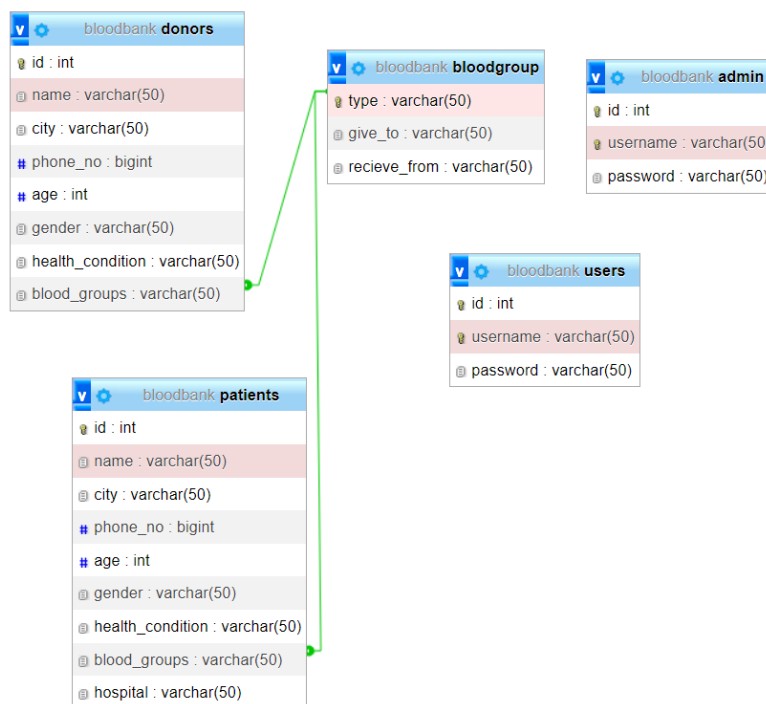 bloodbank donors
id : int
name : varchar(50)
city : varchar(50)
phone_no : bigint
age : int
gender : varchar(50)
health_condition : varchar(50)
blood_groups : varchar(50)
bloodbank bloodgroup
type : varchar(50)
give_to : varchar(50)
recieve_from : varchar(50)
bloodbank admin
id : int
username : varchar(50
password : varchar(50)
bloodbank users
id : int
username : varchar(50)
password : varchar(50)
bloodbank patients
id : int
name : varchar(50)
city : varchar(50)
phone_no : bigint
age : int
gender : varchar(50)
health_condition : varchar(50)
blood_groups : varchar(50)
hospital : varchar(50)